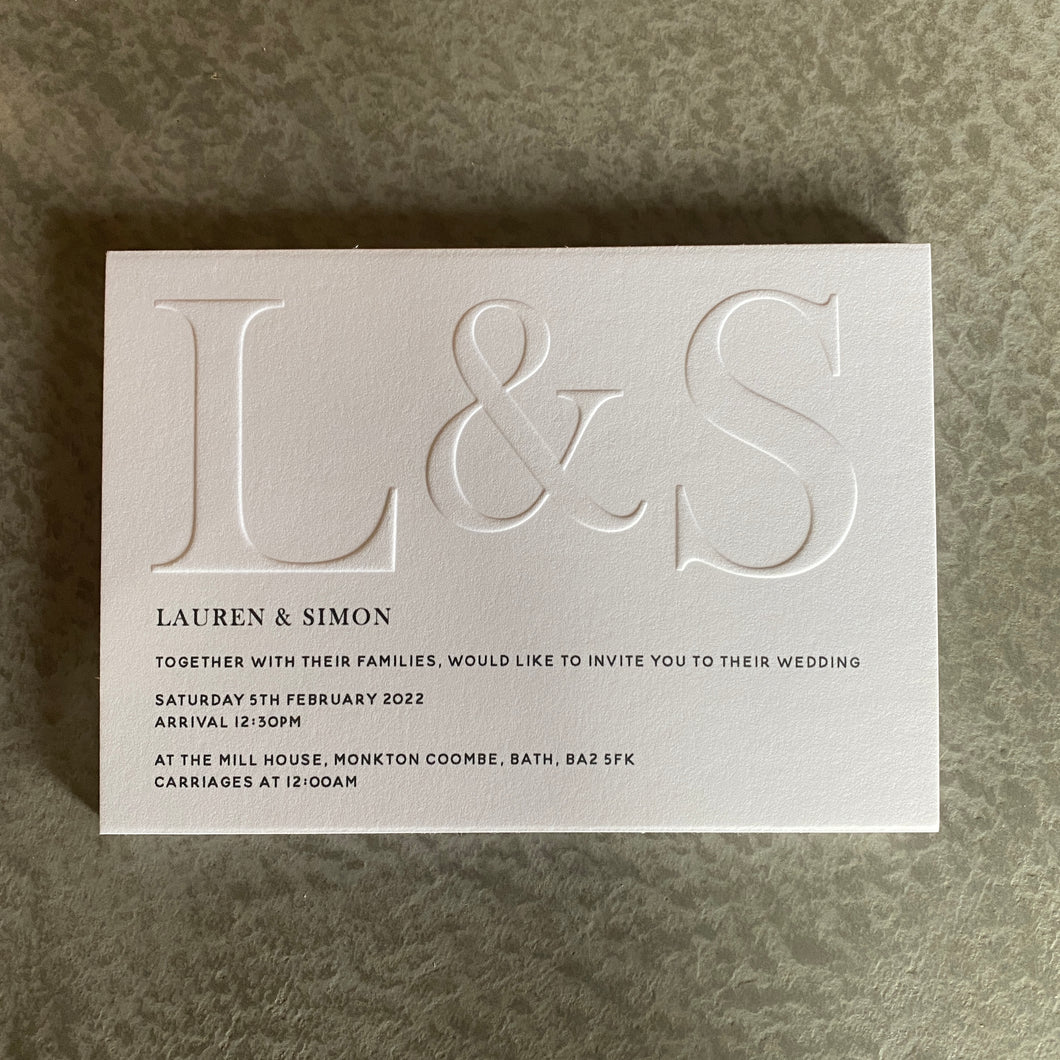 L&S
LAUREN & SIMON
TOGETHER WITH THEIR FAMILIES, WOULD LIKE TO INVITE YOU TO THEIR WEDDING
SATURDAY 5TH FEBRUARY 2022
ARRIVAL 12:30PM
AT THE MILL HOUSE, MONKTON COOMBE, BATH, BA2 5FK
CARRIAGES AT 12:00AM